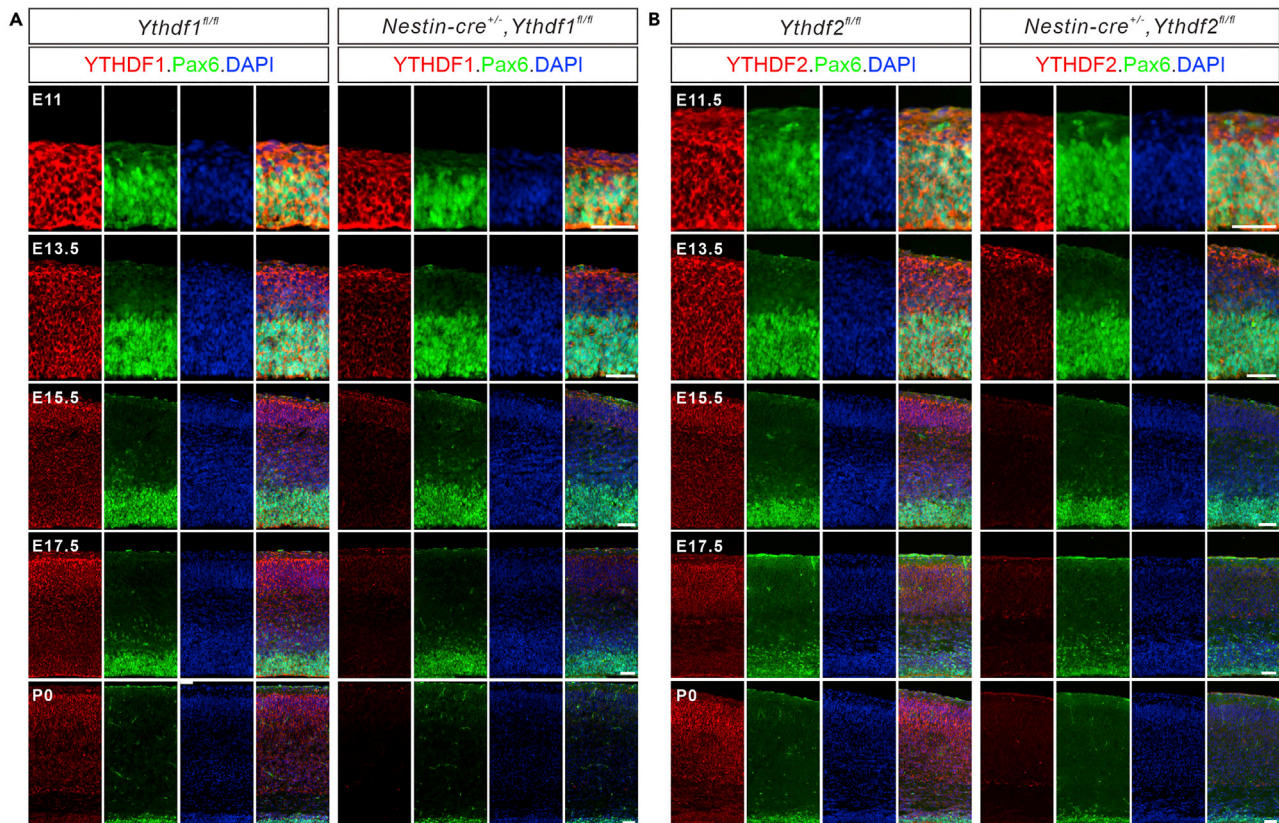 A
Ythdf1fl/fl
Nestin-cre+/-, Ythdf1fl/fl
YTHDF1.Pax6.DAPI
YTHDF1.Pax6.DAPI
E11
E13.5
E15.5
E17.5
P0
B
Ythdf2fl/fl
Nestin-cre+/-, Ythdf2fl/fl
YTHDF2.Pax6.DAPI
YTHDF2.Pax6.DAPI
E11.5
E13.5
E15.5
E17.5
P0